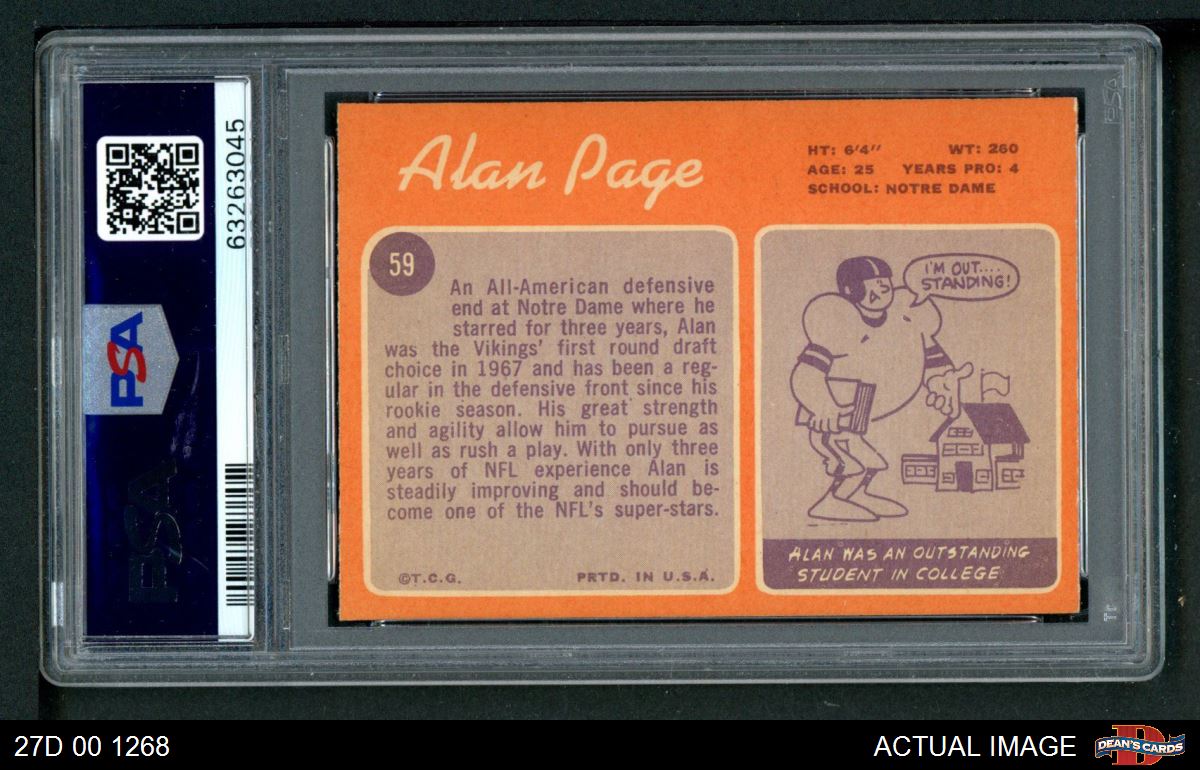 63263045
PSA
Alan Page
HT: 6'4" WT: 260
AGE: 25 YEARS PRO: 4
SCHOOL: NOTRE DAME
59
An All-American defensive
end at Notre Dame where he
starred for three years, Alan
was the Vikings' first round draft
choice in 1967 and has been a reg-
ular in the defensive front since his
rookie season. His great strength
and agility allow him to pursue as
well as rush a play. With only three
years of NFL experience Alan is
steadily improving and should be-
come one of the NFL's super-stars.
©T.C.G. PRTD. IN U.S.A.
I'M OUT....
STANDING!
ALAN WAS AN OUTSTANDING
STUDENT IN COLLEGE
PSA
PSA
27D 00 1268
ACTUAL IMAGE
DEAN'S CARDS